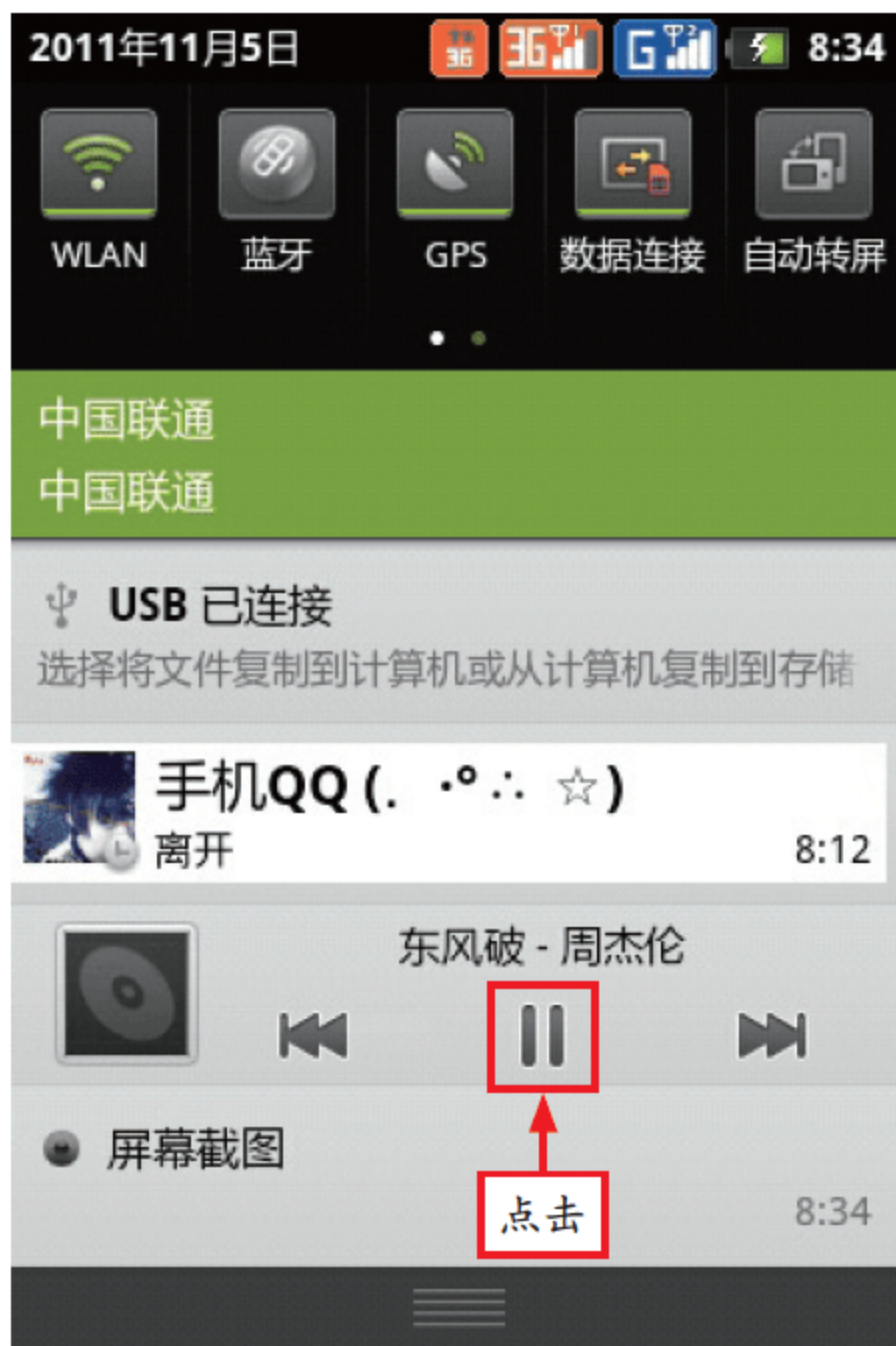 2011年11月5日 3G 3G 1 G 2 8:34
WLAN 蓝牙 GPS 数据连接 自动转屏
中国联通
中国联通
USB 已连接
选择将文件复制到计算机或从计算机复制到存储
手机QQ (. ·° ∴ ☆)
离开 8:12
东风破 - 周杰伦
屏幕截图
点击
8:34